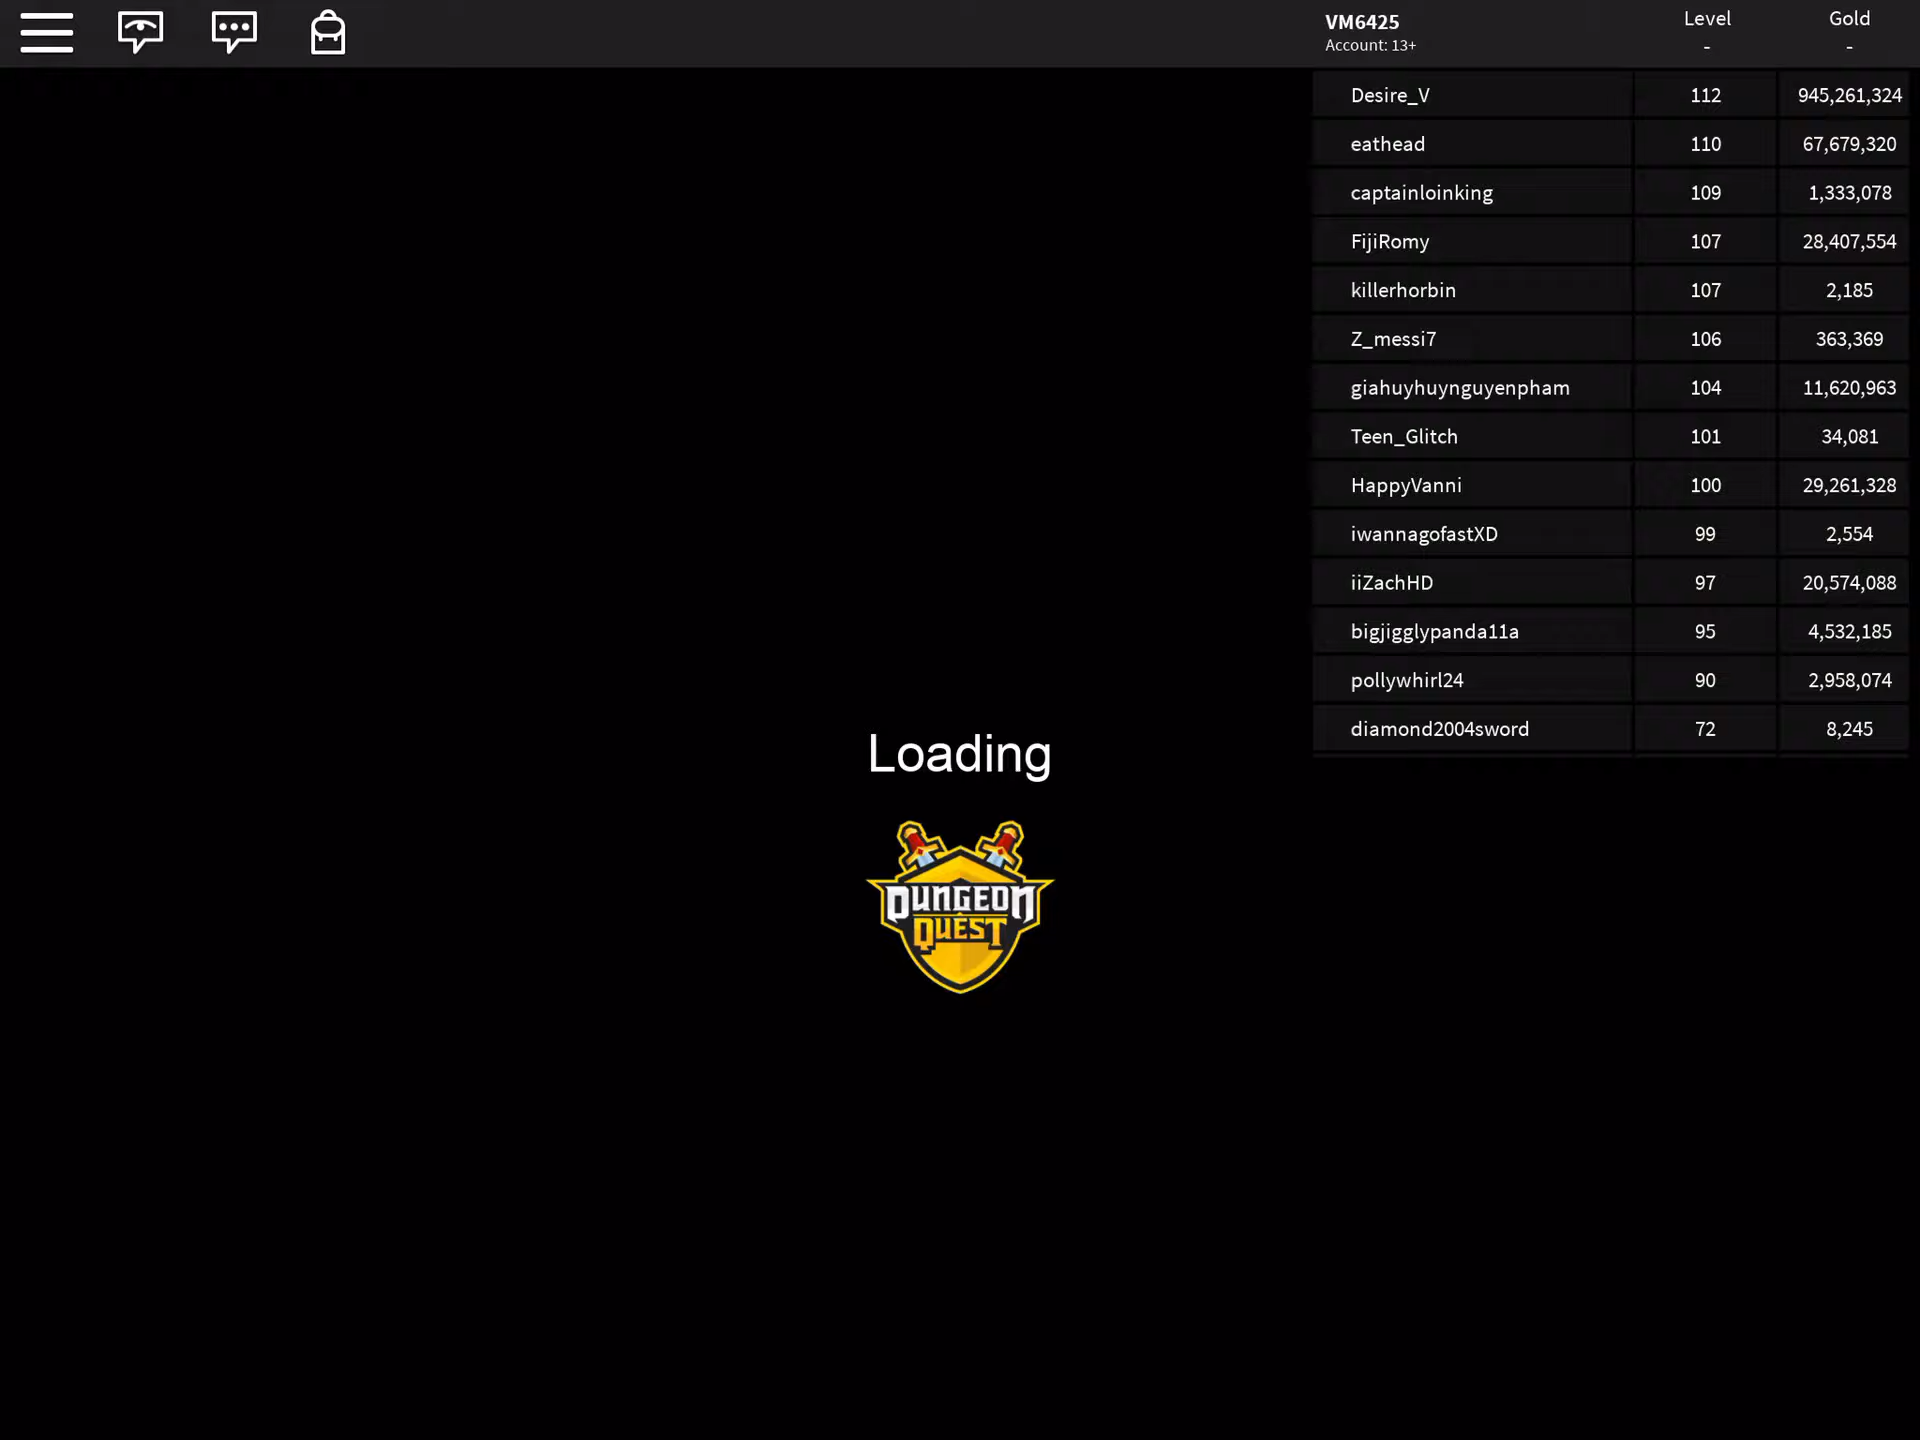 VM6425 Level Gold
Account: 13+ - -
Desire_V 112 945,261,324
eathead 110 67,679,320
captainloinking 109 1,333,078
FijiRomy 107 28,407,554
killerhorbin 107 2,185
Z_messi7 106 363,369
giahuyhuynguyenpham 104 11,620,963
Teen_Glitch 101 34,081
HappyVanni 100 29,261,328
iwannagofastXD 99 2,554
iiZachHD 97 20,574,088
bigjigglypanda11a 95 4,532,185
pollywhirl24 90 2,958,074
diamond2004sword 72 8,245
Loading
DUNGEON
QUEST